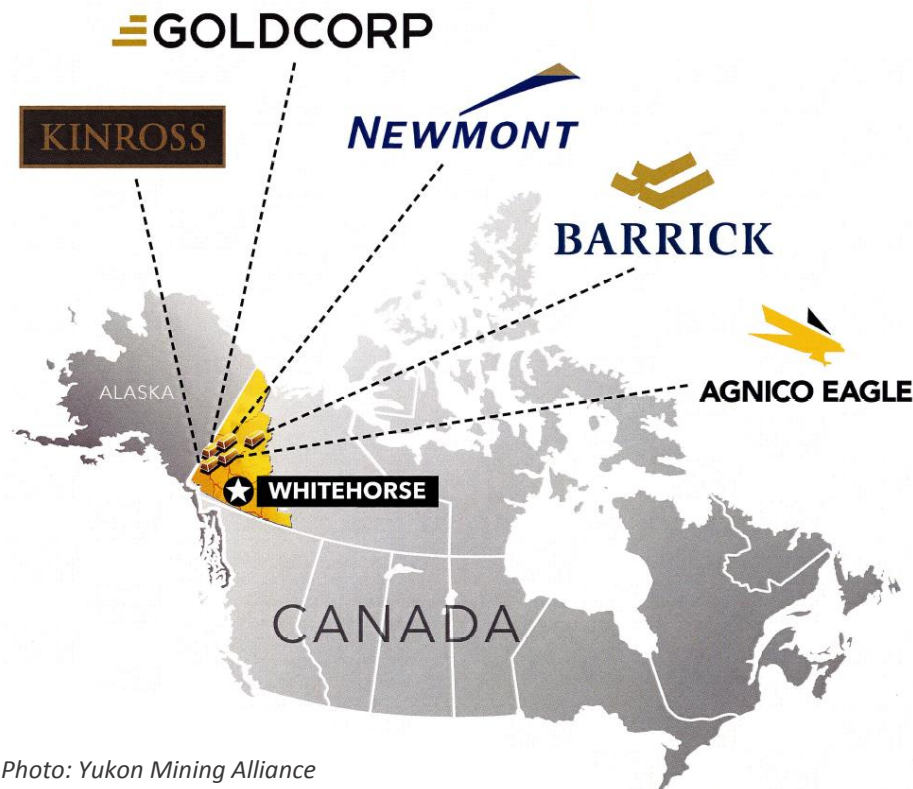 GOLDCORP
KINROSS
NEWMONT
BARRICK
ALASKA
AGNICO EAGLE
WHITEHORSE
CANADA
Photo: Yukon Mining Alliance